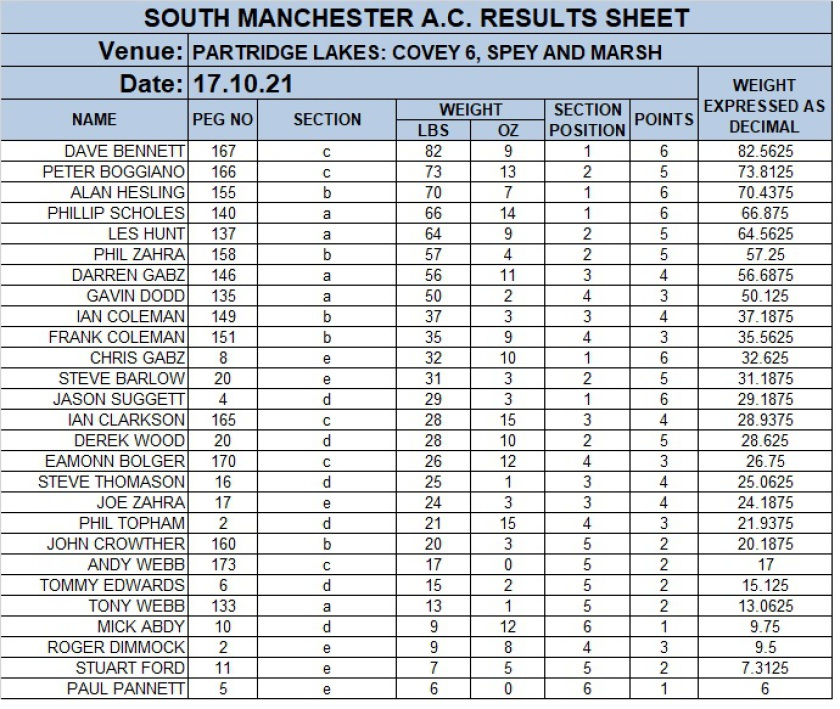 SOUTH MANCHESTER A.C. RESULTS SHEET
Venue: PARTRIDGE LAKES: COVEY 6, SPEY AND MARSH
Date: 17.10.21
NAME PEG NO SECTION WEIGHT LBS OZ SECTION POSITION POINTS WEIGHT EXPRESSED AS DECIMAL
DAVE BENNETT 167 c 82 9 1 6 82.5625
PETER BOGGIANO 166 c 73 13 2 5 73.8125
ALAN HESLING 155 b 70 7 1 6 70.4375
PHILLIP SCHOLES 140 a 66 14 1 6 66.875
LES HUNT 137 a 64 9 2 5 64.5625
PHIL ZAHRA 158 b 57 4 2 5 57.25
DARREN GABZ 146 a 56 11 3 4 56.6875
GAVIN DODD 135 a 50 2 4 3 50.125
IAN COLEMAN 149 b 37 3 3 4 37.1875
FRANK COLEMAN 151 b 35 9 4 3 35.5625
CHRIS GABZ 8 e 32 10 1 6 32.625
STEVE BARLOW 20 e 31 3 2 5 31.1875
JASON SUGGETT 4 d 29 3 1 6 29.1875
IAN CLARKSON 165 c 28 15 3 4 28.9375
DEREK WOOD 20 d 28 10 2 5 28.625
EAMONN BOLGER 170 c 26 12 4 3 26.75
STEVE THOMASON 16 d 25 1 3 4 25.0625
JOE ZAHRA 17 e 24 3 3 4 24.1875
PHIL TOPHAM 2 d 21 15 4 3 21.9375
JOHN CROWTHER 160 b 20 3 5 2 20.1875
ANDY WEBB 173 c 17 0 5 2 17
TOMMY EDWARDS 6 d 15 2 5 2 15.125
TONY WEBB 133 a 13 1 5 2 13.0625
MICK ABDY 10 d 9 12 6 1 9.75
ROGER DIMMOCK 2 e 9 8 4 3 9.5
STUART FORD 11 e 7 5 5 2 7.3125
PAUL PANNETT 5 e 6 0 6 1 6